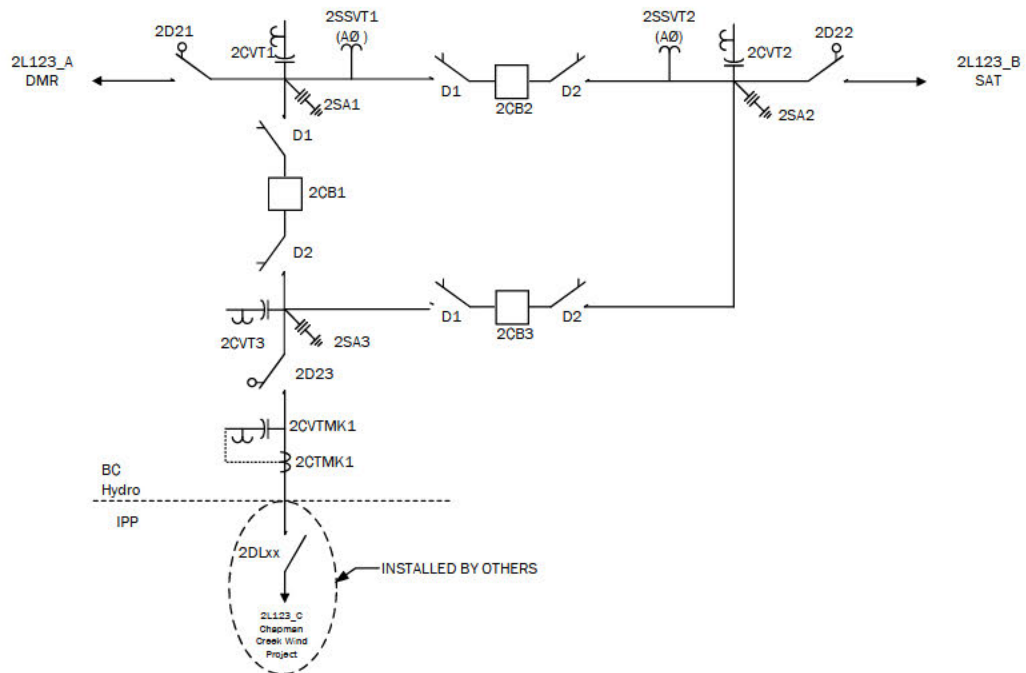 2D21
2CVT1
2SSVT1
(AØ )
2SSVT2
(AØ)
2CVT2
2D22
2L123_A
DMR
2L123_B
SAT
2SA1
D1
2CB2
D2
2SA2
D1
2CB1
D2
D1
2CB3
D2
2CVT3
2SA3
2D23
2CVTMK1
2CTMK1
BC
Hydro
IPP
2DLxx
INSTALLED BY OTHERS
2L123_C
Chapman
Creek Wind
Project